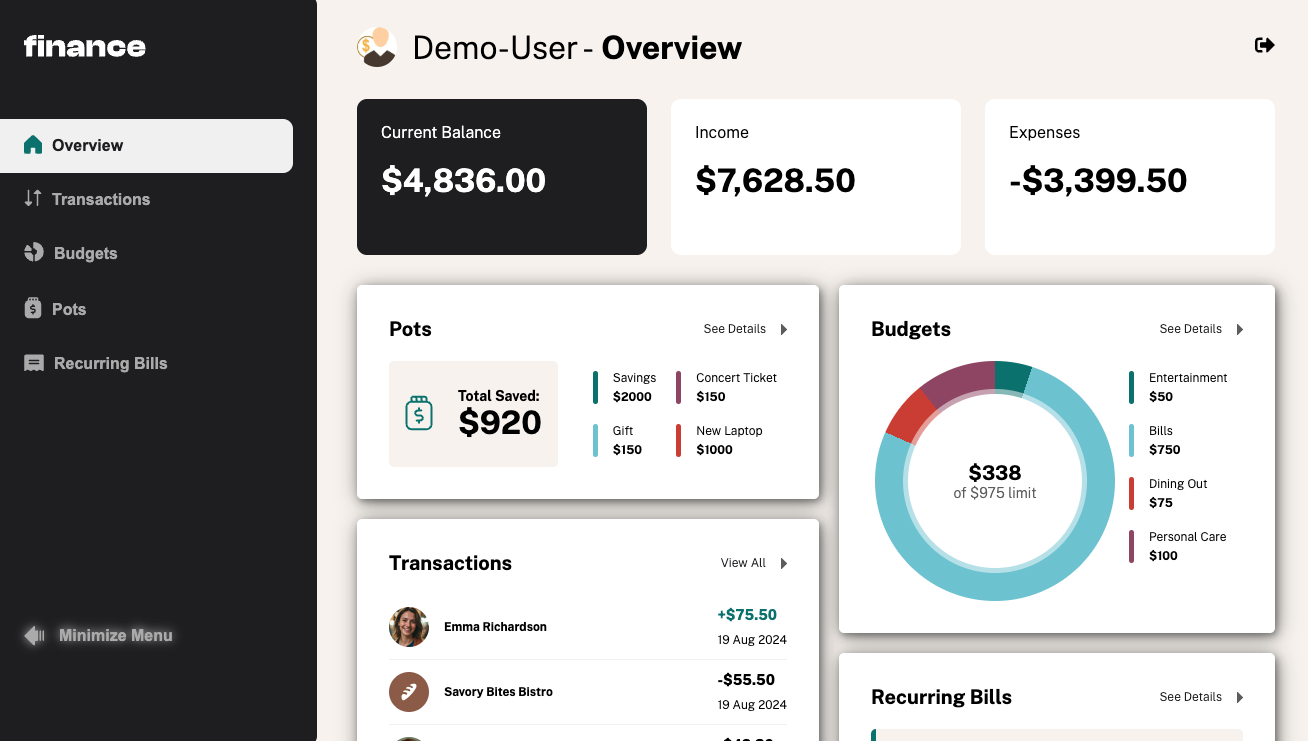 finance
Overview
Transactions
Budgets
Pots
Recurring Bills
Minimize Menu
Demo-User - Overview
Current Balance
$4,836.00
Income
$7,628.50
Expenses
-$3,399.50
Pots
See Details
Total Saved:
$920
Savings
$2000
Concert Ticket
$150
Gift
$150
New Laptop
$1000
Transactions
View All
Emma Richardson
+$75.50
19 Aug 2024
Savory Bites Bistro
-$55.50
19 Aug 2024
Budgets
See Details
$338
of $975 limit
Entertainment
$50
Bills
$750
Dining Out
$75
Personal Care
$100
Recurring Bills
See Details